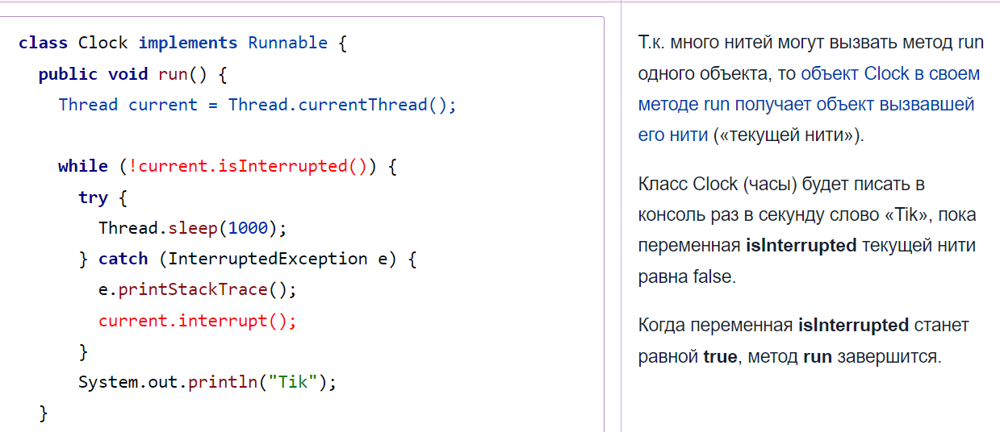 class Clock implements Runnable {
public void run() {
Thread current = Thread.currentThread();
while (!current.isInterrupted()) {
try {
Thread.sleep(1000);
} catch (InterruptedException e) {
e.printStackTrace();
current.interrupt();
}
System.out.println("Tik");
}
Т.к. много нитей могут вызвать метод run
одного объекта, то объект Clock в своем
методе run получает объект вызвавшей
его нити («текущей нити»).
Класс Clock (часы) будет писать в
консоль раз в секунду слово «Tik», пока
переменная isInterrupted текущей нити
равна false.
Когда переменная isInterrupted станет
равной true, метод run завершится.